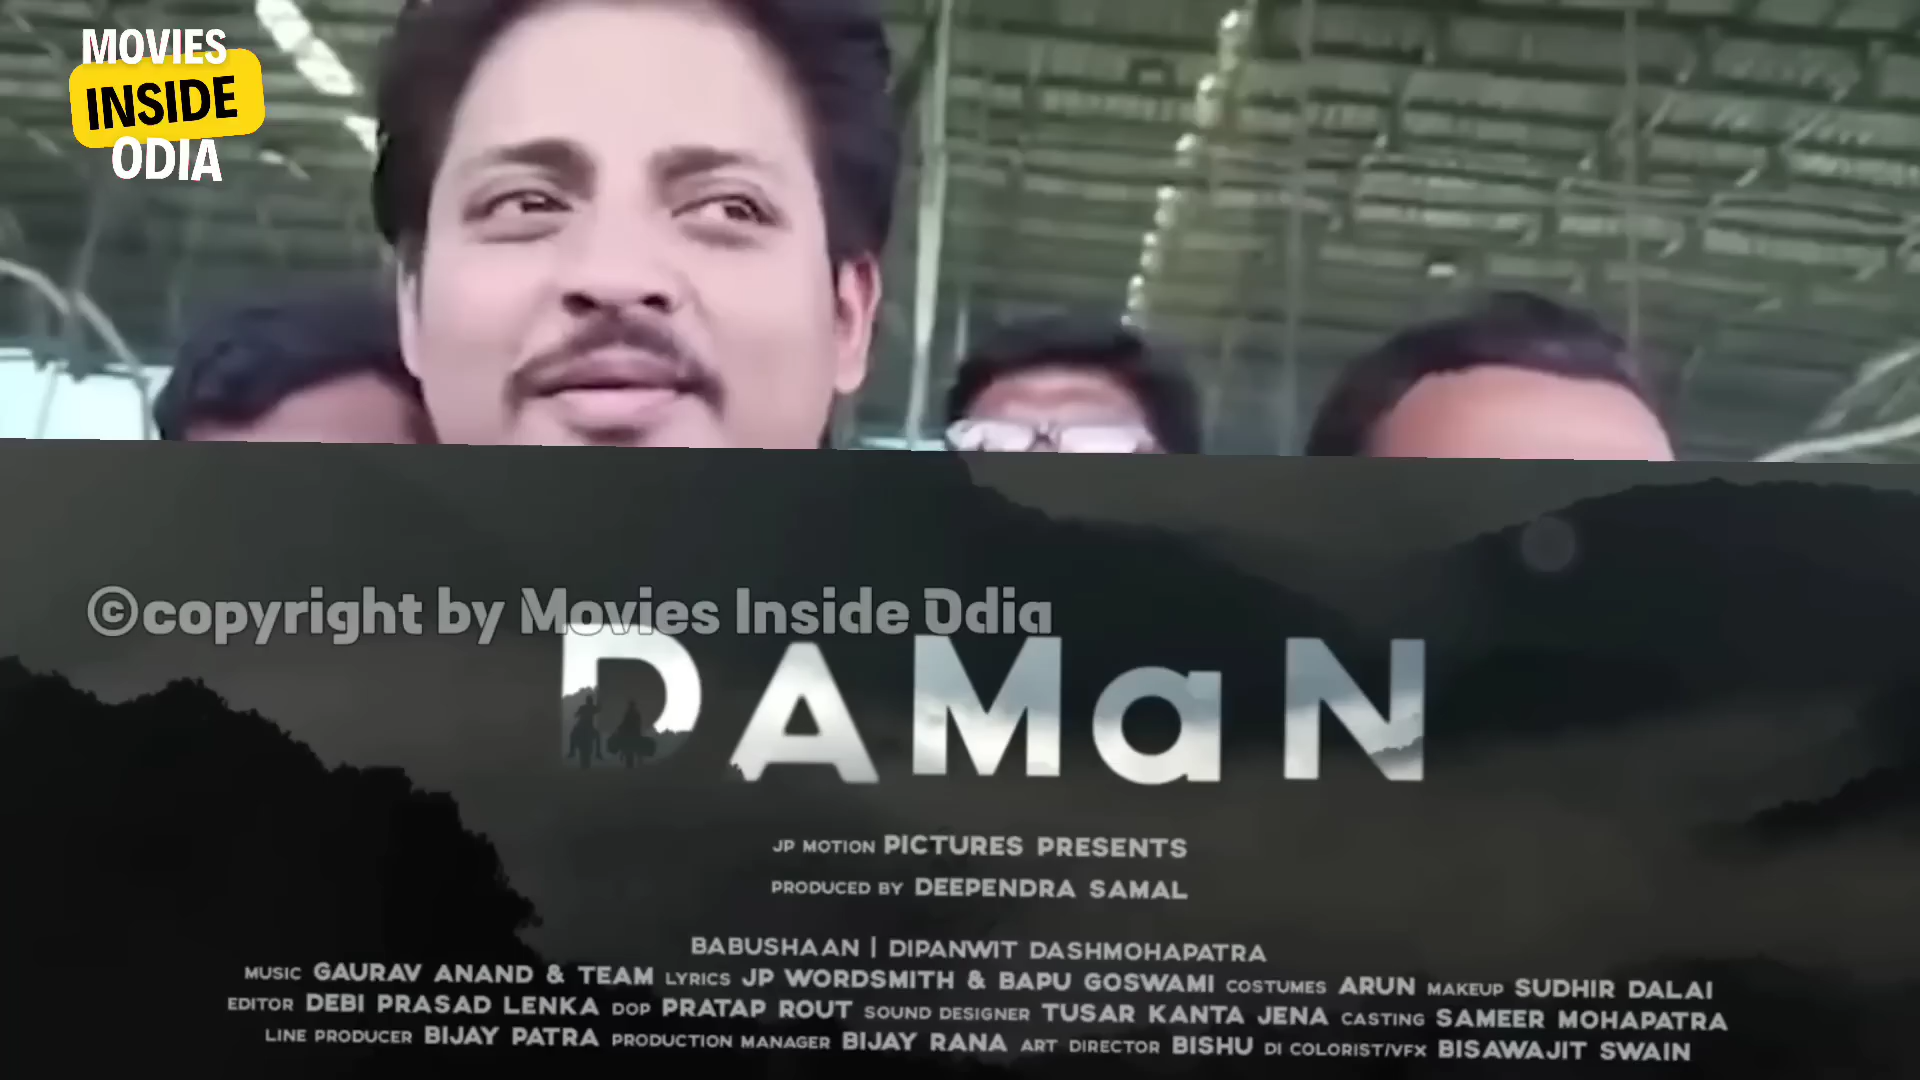 MOVIES
INSIDE
ODIA
©copyright by Movies Inside Odia
DAMaN
JP MOTION PICTURES PRESENTS
PRODUCED BY DEEPENDRA SAMAL
BABUSHAAN | DIPANWIT DASHMOHAPATRA
MUSIC GAURAV ANAND & TEAM LYRICS JP WORDSMITH & BAPU GOSWAMI COSTUMES ARUN MAKEUP SUDHIR DALAI
EDITOR DEBI PRASAD LENKA DOP PRATAP ROUT SOUND DESIGNER TUSAR KANTA JENA CASTING SAMEER MOHAPATRA
LINE PRODUCER BIJAY PATRA PRODUCTION MANAGER BIJAY RANA ART DIRECTOR BISHU DI COLORIST/VFX BISAWAJIT SWAIN